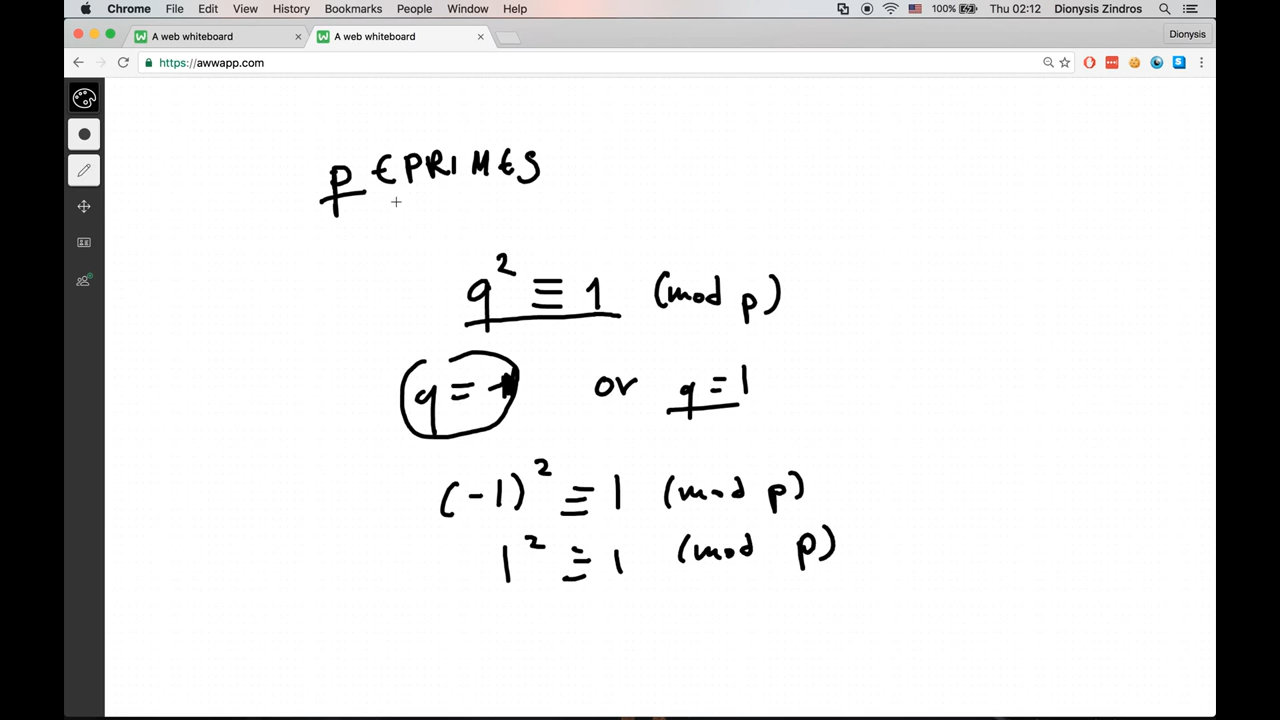 Chrome File Edit View History Bookmarks People Window Help 100% Thu 02:12 Dionysis Zindros
A web whiteboard × A web whiteboard × Dionysis
https://awwapp.com
p ∈ PRIMES
q² ≡ 1 (mod p)
q = -1 or q = 1
(-1)² ≡ 1 (mod p)
1² ≡ 1 (mod p)